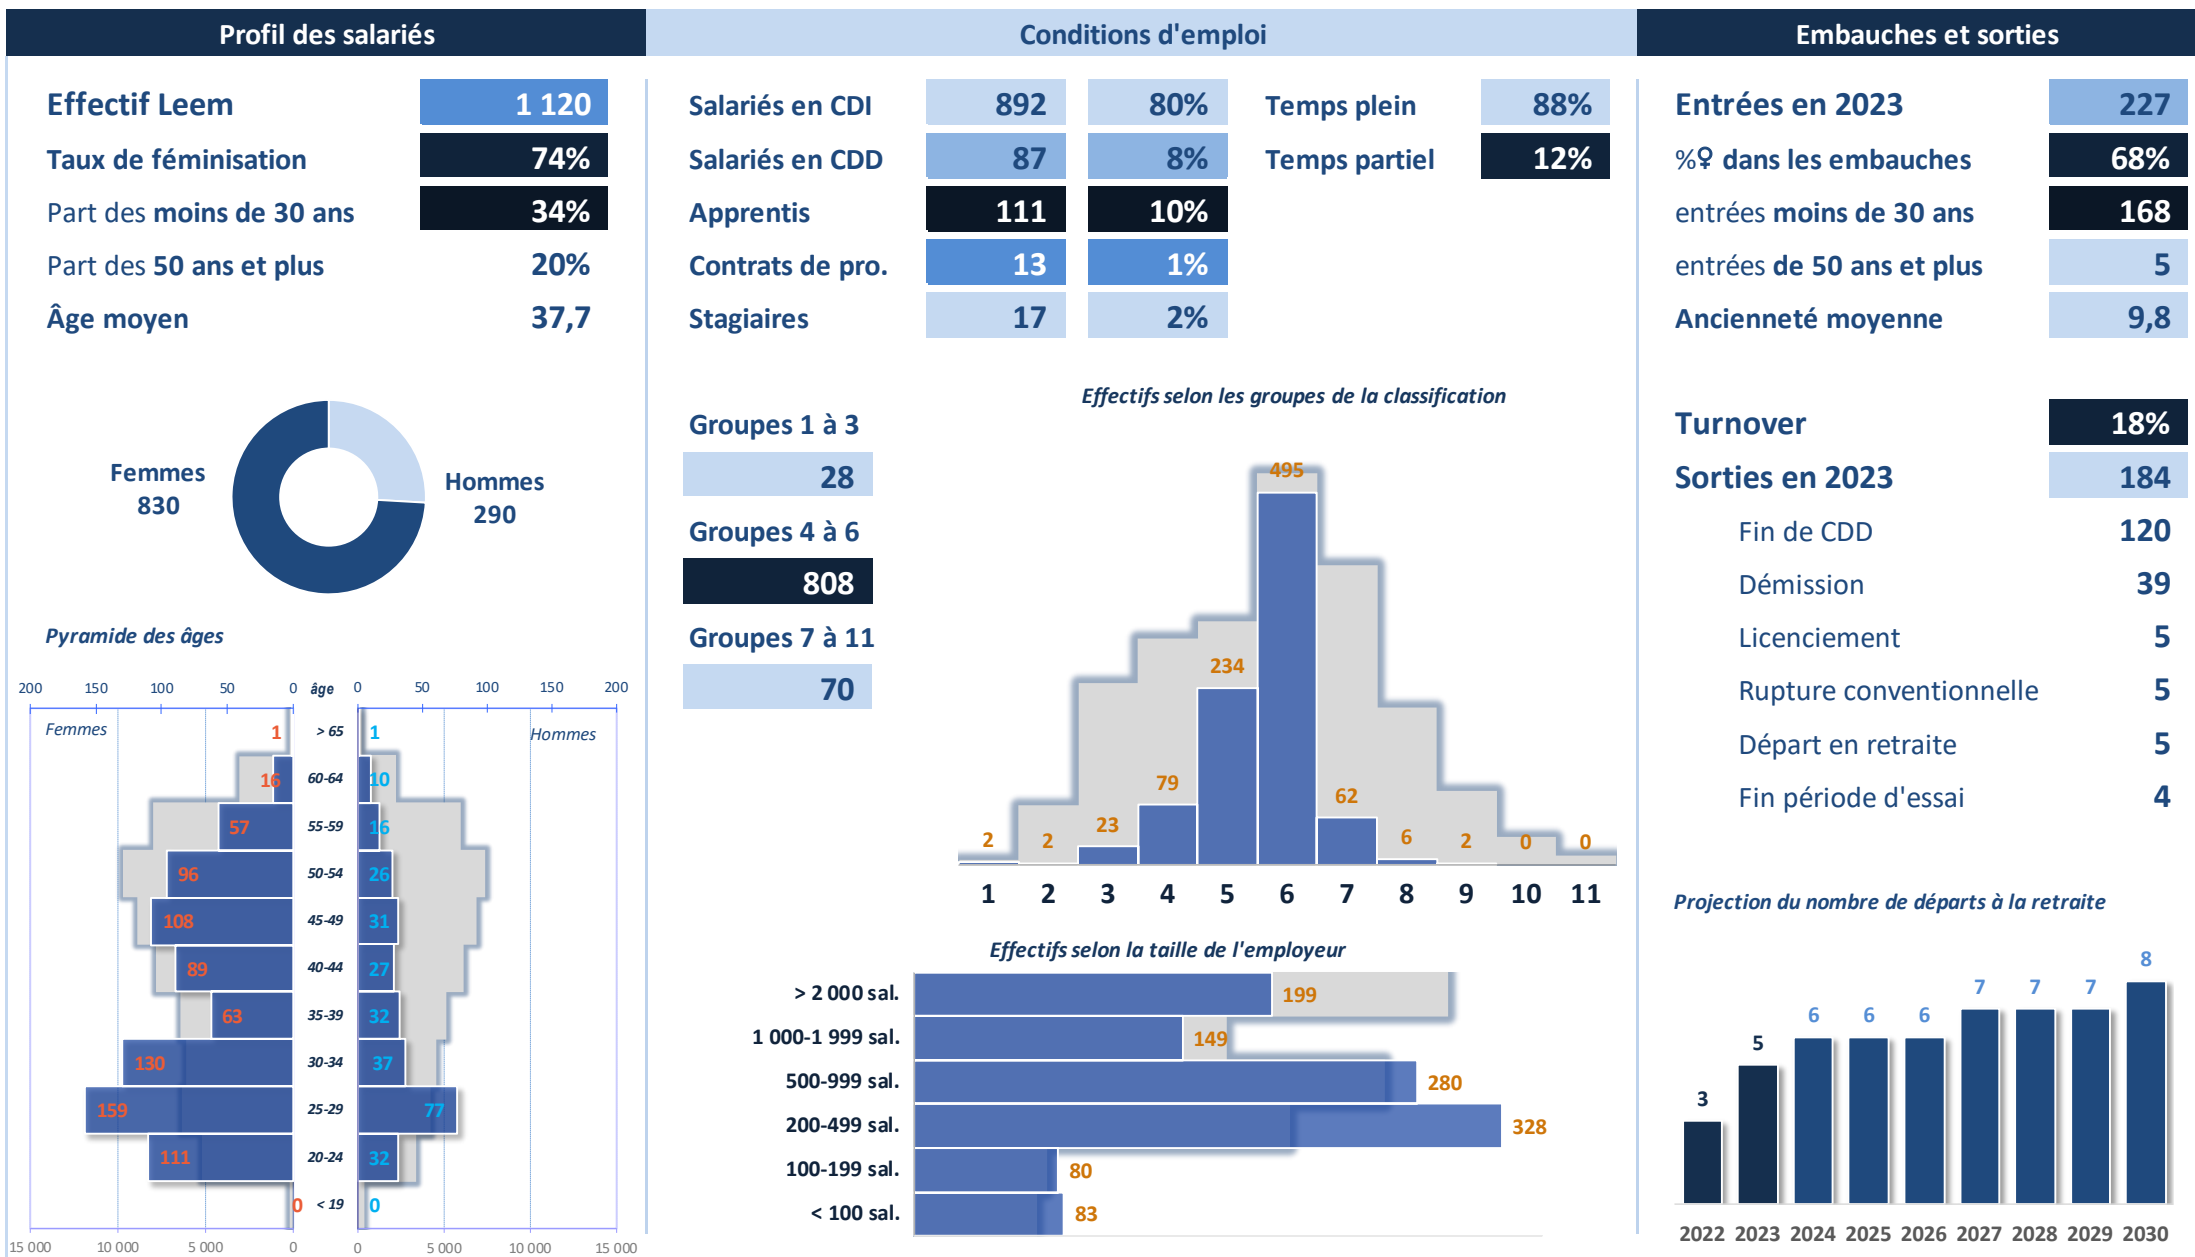 Profil des salariés
Effectif Leem 1 120
Taux de féminisation 74%
Part des moins de 30 ans 34%
Part des 50 ans et plus 20%
Âge moyen 37,7
Femmes
830
Hommes
290
Pyramide des âges
200 150 100 50 0 âge 0 50 100 150 200
Femmes Hommes
1 > 65 1
16 60-64 10
57 55-59 16
96 50-54 26
108 45-49 31
89 40-44 27
63 35-39 32
130 30-34 37
159 25-29 77
111 20-24 32
0 < 19 0
15 000 10 000 5 000 0 0 5 000 10 000 15 000
Conditions d'emploi
Salariés en CDI 892 80%
Salariés en CDD 87 8%
Apprentis 111 10%
Contrats de pro. 13 1%
Stagiaires 17 2%
Temps plein 88%
Temps partiel 12%
Groupes 1 à 3
28
Groupes 4 à 6
808
Groupes 7 à 11
70
Effectifs selon les groupes de la classification
2 2 23 79 234 495 62 6 2 0 0
1 2 3 4 5 6 7 8 9 10 11
Effectifs selon la taille de l'employeur
> 2 000 sal. 199
1 000-1 999 sal. 149
500-999 sal. 280
200-499 sal. 328
100-199 sal. 80
< 100 sal. 83
Embauches et sorties
Entrées en 2023 227
%♀ dans les embauches 68%
entrées moins de 30 ans 168
entrées de 50 ans et plus 5
Ancienneté moyenne 9,8
Turnover 18%
Sorties en 2023 184
Fin de CDD 120
Démission 39
Licenciement 5
Rupture conventionnelle 5
Départ en retraite 5
Fin période d'essai 4
Projection du nombre de départs à la retraite
3 5 6 6 6 7 7 7 8
2022 2023 2024 2025 2026 2027 2028 2029 2030